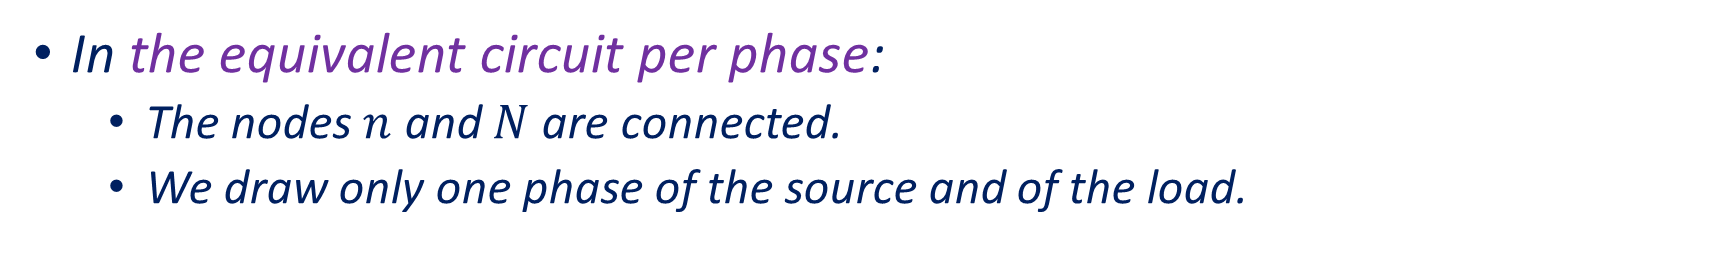 • In the equivalent circuit per phase:
• The nodes n and N are connected.
• We draw only one phase of the source and of the load.